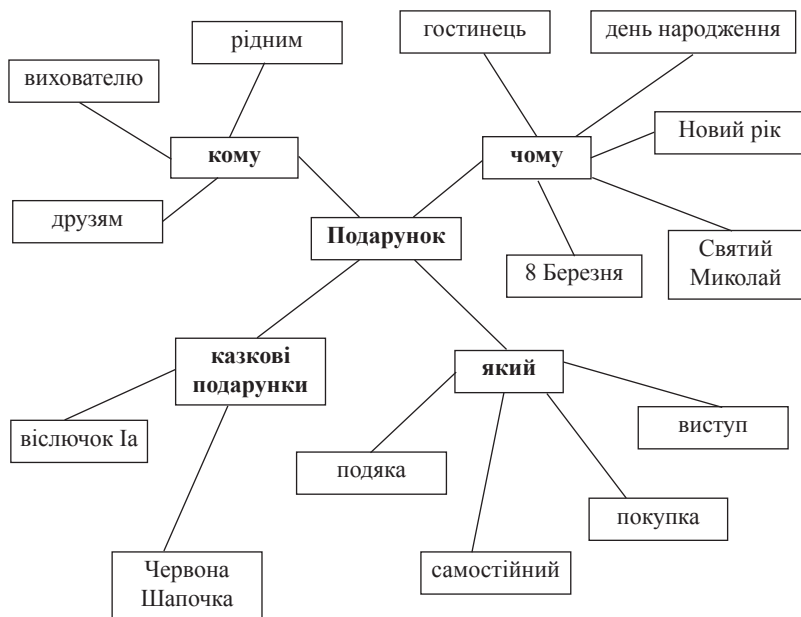 гостинець
день народження
рідним
вихователю
Новий рік
кому
чому
друзям
Подарунок
8 Березня
Святий
Миколай
казкові
подарунки
який
віслючок Іа
виступ
подяка
покупка
Червона
Шапочка
самостійний